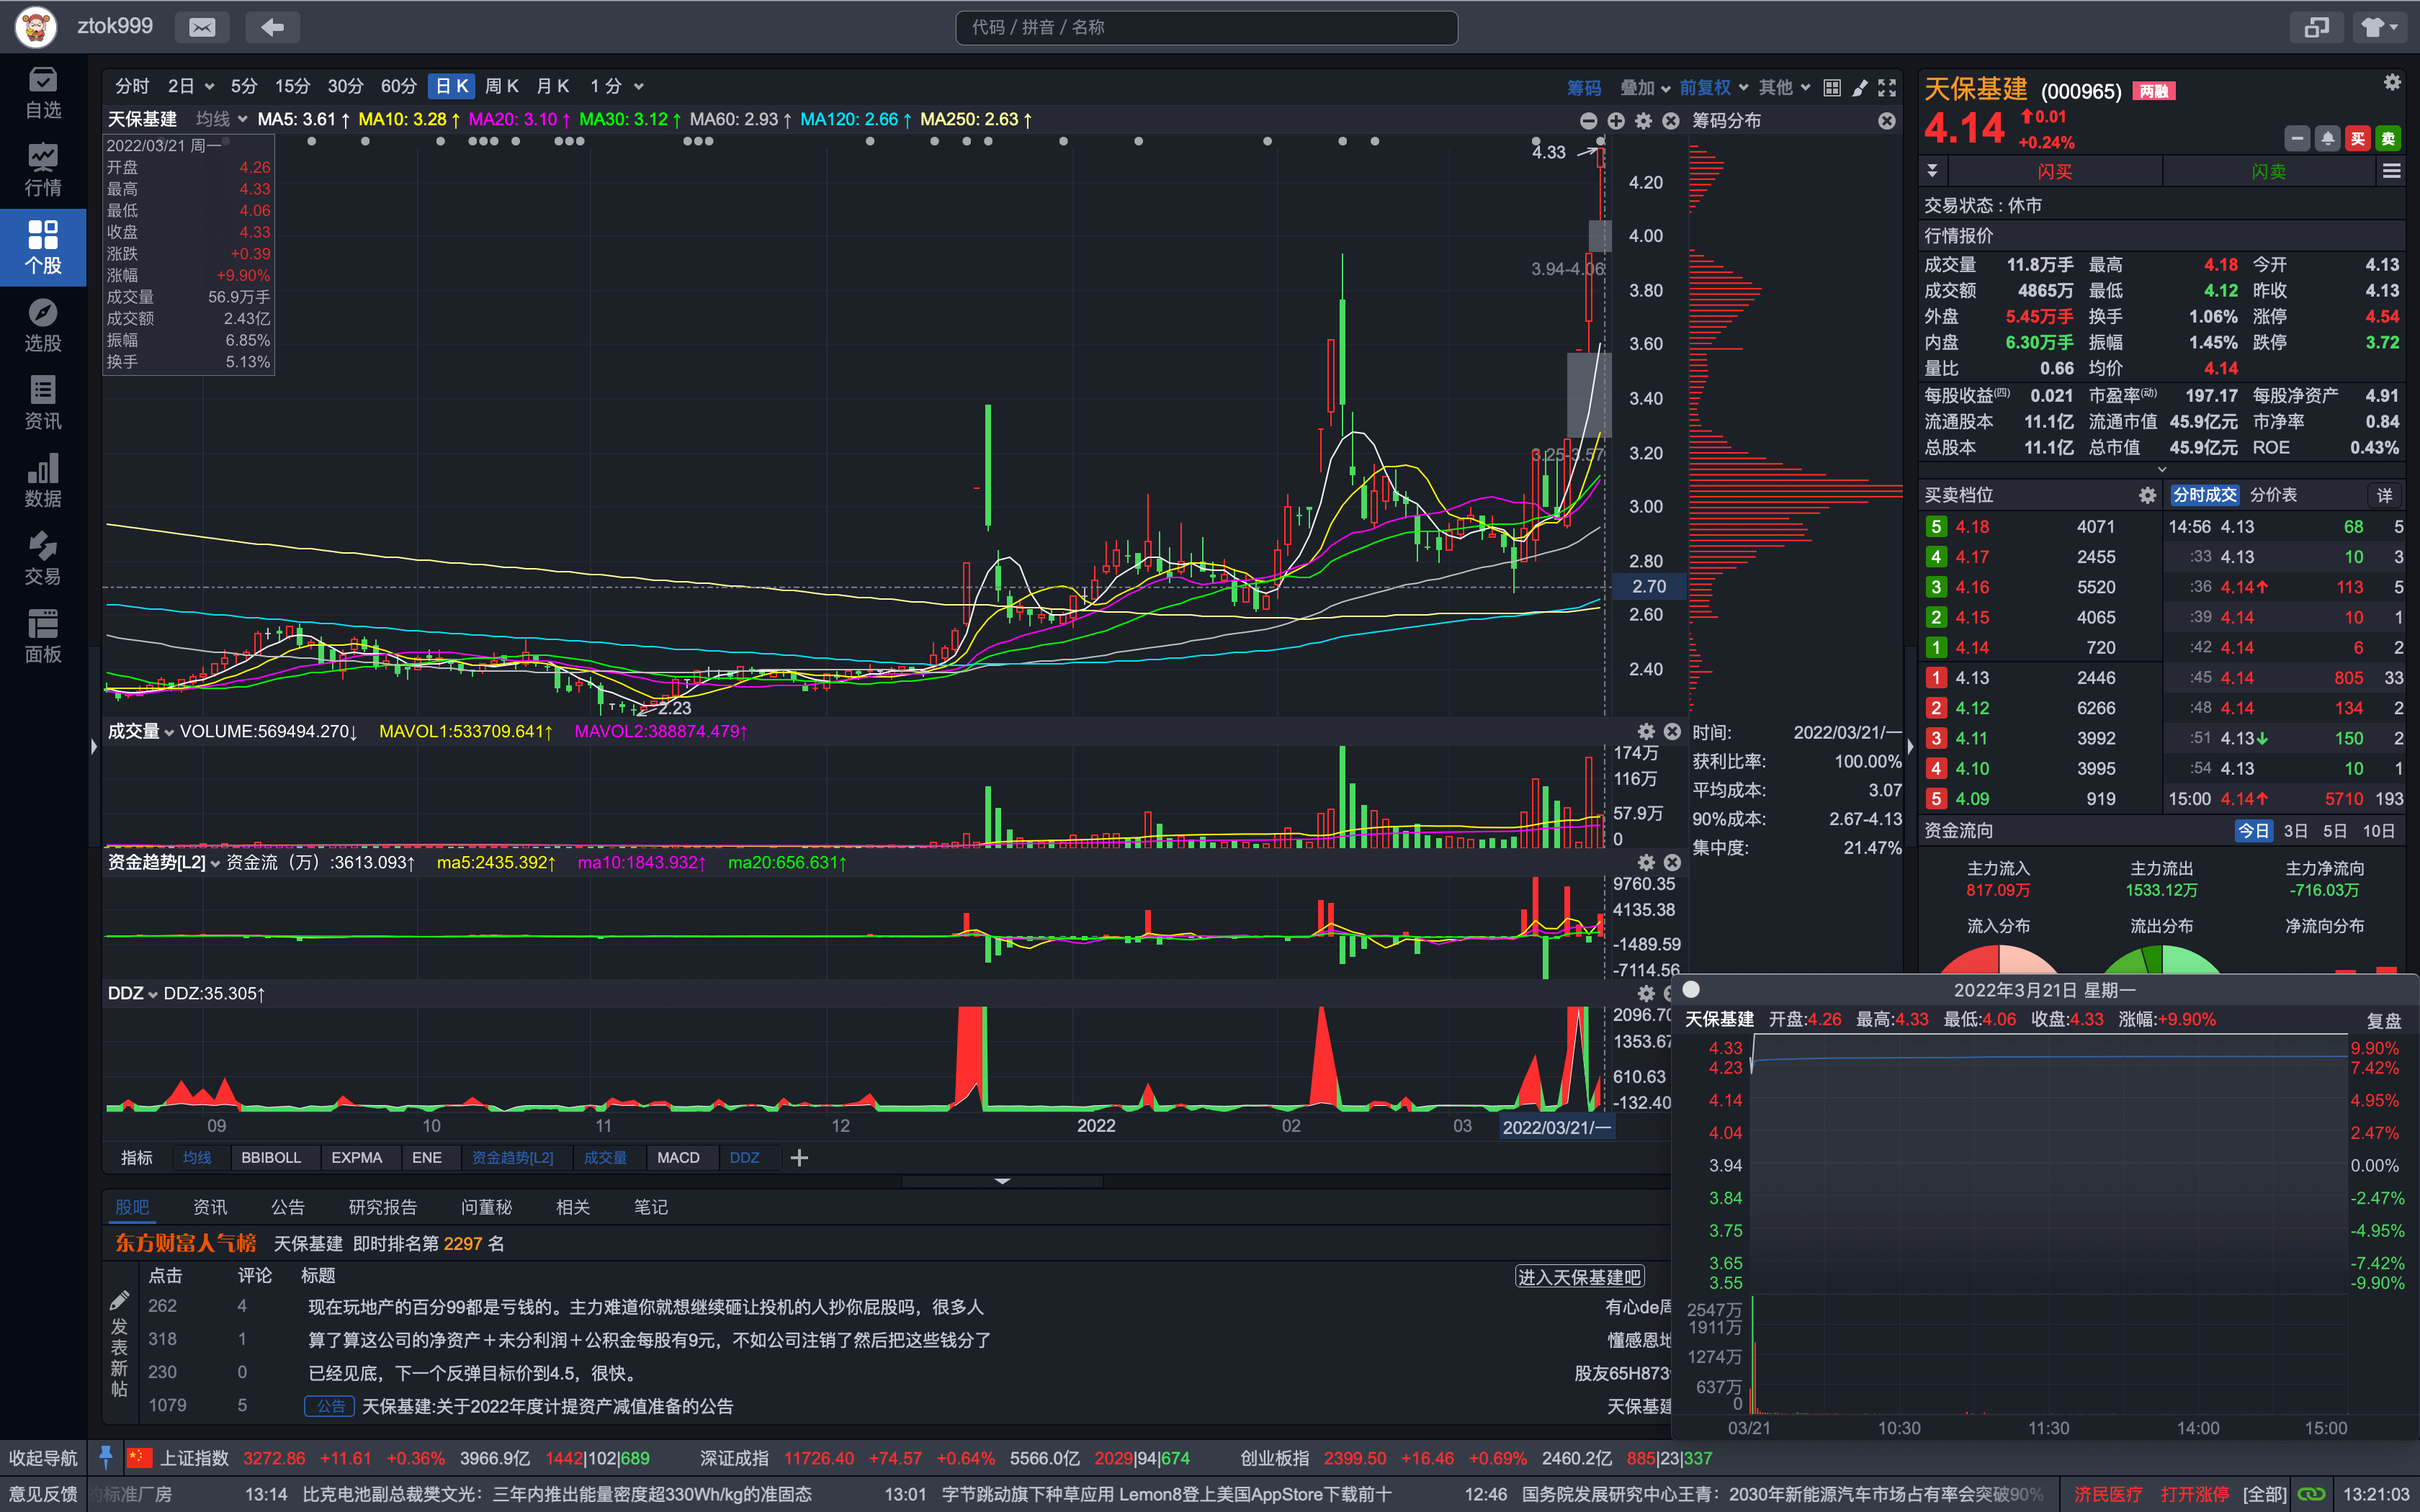 ztok999
代码 / 拼音 / 名称
自选
行情
个股
选股
资讯
数据
交易
面板
分时 2日 5分 15分 30分 60分 日K 周K 月K 1分 筹码 叠加 前复权 其他
天保基建 均线 MA5: 3.61↑ MA10: 3.28↑ MA20: 3.10↑ MA30: 3.12↑ MA60: 2.93↑ MA120: 2.66↑ MA250: 2.63↑
筹码分布
2022/03/21 周一
开盘 4.26
最高 4.33
最低 4.06
收盘 4.33
涨跌 +0.39
涨幅 +9.90%
成交量 56.9万手
成交额 2.43亿
振幅 6.85%
换手 5.13%
4.33
3.94-4.06
3.25-3.57
2.23
4.20
4.00
3.80
3.60
3.40
3.20
3.00
2.80
2.70
2.60
2.40
成交量 VOLUME:569494.270↓ MAVOL1:533709.641↑ MAVOL2:388874.479↑
174万
116万
57.9万
0
资金趋势[L2] 资金流（万）:3613.093↑ ma5:2435.392↑ ma10:1843.932↑ ma20:656.631↑
9760.35
4135.38
-1489.59
-7114.56
DDZ DDZ:35.305↑
2096.70
1353.67
610.63
-132.40
09 10 11 12 2022 02 03 2022/03/21/一
时间: 2022/03/21/一
获利比率: 100.00%
平均成本: 3.07
90%成本: 2.67-4.13
集中度: 21.47%
指标 均线 BBIBOLL EXPMA ENE 资金趋势[L2] 成交量 MACD DDZ
股吧 资讯 公告 研究报告 问董秘 相关 笔记
东方财富人气榜 天保基建 即时排名第 2297 名
点击 评论 标题 进入天保基建吧
发表新帖
262 4 现在玩地产的百分99都是亏钱的。主力难道你就想继续砸让投机的人抄你屁股吗，很多人 有心de
318 1 算了算这公司的净资产＋未分利润＋公积金每股有9元，不如公司注销了然后把这些钱分了 懂感恩
230 0 已经见底，下一个反弹目标价到4.5，很快。 股友65H873
1079 5 公告 天保基建:关于2022年度计提资产减值准备的公告 天保基建
天保基建 (000965) 两融
4.14 0.01
+0.24%
买 卖
闪买 闪卖
交易状态 : 休市
行情报价
成交量 11.8万手 最高 4.18 今开 4.13
成交额 4865万 最低 4.12 昨收 4.13
外盘 5.45万手 换手 1.06% 涨停 4.54
内盘 6.30万手 振幅 1.45% 跌停 3.72
量比 0.66 均价 4.14
每股收益(四) 0.021 市盈率(动) 197.17 每股净资产 4.91
流通股本 11.1亿 流通市值 45.9亿元 市净率 0.84
总股本 11.1亿 总市值 45.9亿元 ROE 0.43%
买卖档位 分时成交 分价表 详
5 4.18 4071 14:56 4.13 68 5
4 4.17 2455 :33 4.13 10 3
3 4.16 5520 :36 4.14↑ 113 5
2 4.15 4065 :39 4.14 10 1
1 4.14 720 :42 4.14 6 2
1 4.13 2446 :45 4.14 805 33
2 4.12 6266 :48 4.14 134 2
3 4.11 3992 :51 4.13↓ 150 2
4 4.10 3995 :54 4.13 10 1
5 4.09 919 15:00 4.14↑ 5710 193
资金流向 今日 3日 5日 10日
主力流入 主力流出 主力净流向
817.09万 1533.12万 -716.03万
流入分布 流出分布 净流向分布
2022年3月21日 星期一
天保基建 开盘:4.26 最高:4.33 最低:4.06 收盘:4.33 涨幅:+9.90% 复盘
4.33 9.90%
4.23 7.42%
4.14 4.95%
4.04 2.47%
3.94 0.00%
3.84 -2.47%
3.75 -4.95%
3.65 -7.42%
3.55 -9.90%
2547万
1911万
1274万
637万
0
03/21 10:30 11:30 14:00 15:00
收起导航 上证指数 3272.86 +11.61 +0.36% 3966.9亿 1442|102|689 深证成指 11726.40 +74.57 +0.64% 5566.0亿 2029|94|674 创业板指 2399.50 +16.46 +0.69% 2460.2亿 885|23|337
意见反馈 的标准厂房 13:14 比克电池副总裁樊文光：三年内推出能量密度超330Wh/kg的准固态 13:01 字节跳动旗下种草应用 Lemon8登上美国AppStore下载前十 12:46 国务院发展研究中心王青：2030年新能源汽车市场占有率会突破90% 济民医疗 打开涨停 [全部] 13:21:03